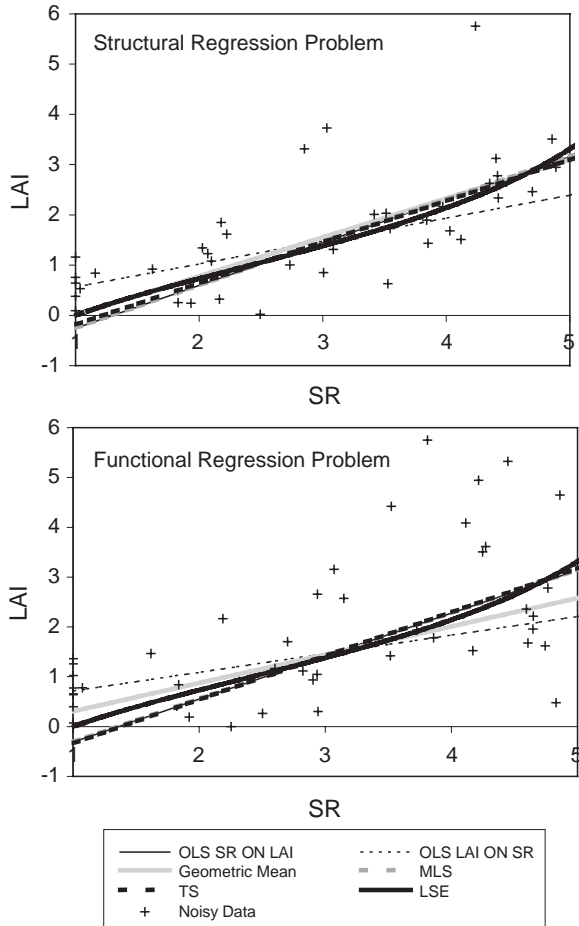 6
Structural Regression Problem
5
4
3
2
1
0
-1
1 2 3 4 5
LAI
SR
6
Functional Regression Problem
5
4
3
2
1
0
-1
1 2 3 4 5
LAI
SR
OLS SR ON LAI OLS LAI ON SR
Geometric Mean MLS
TS LSE
Noisy Data